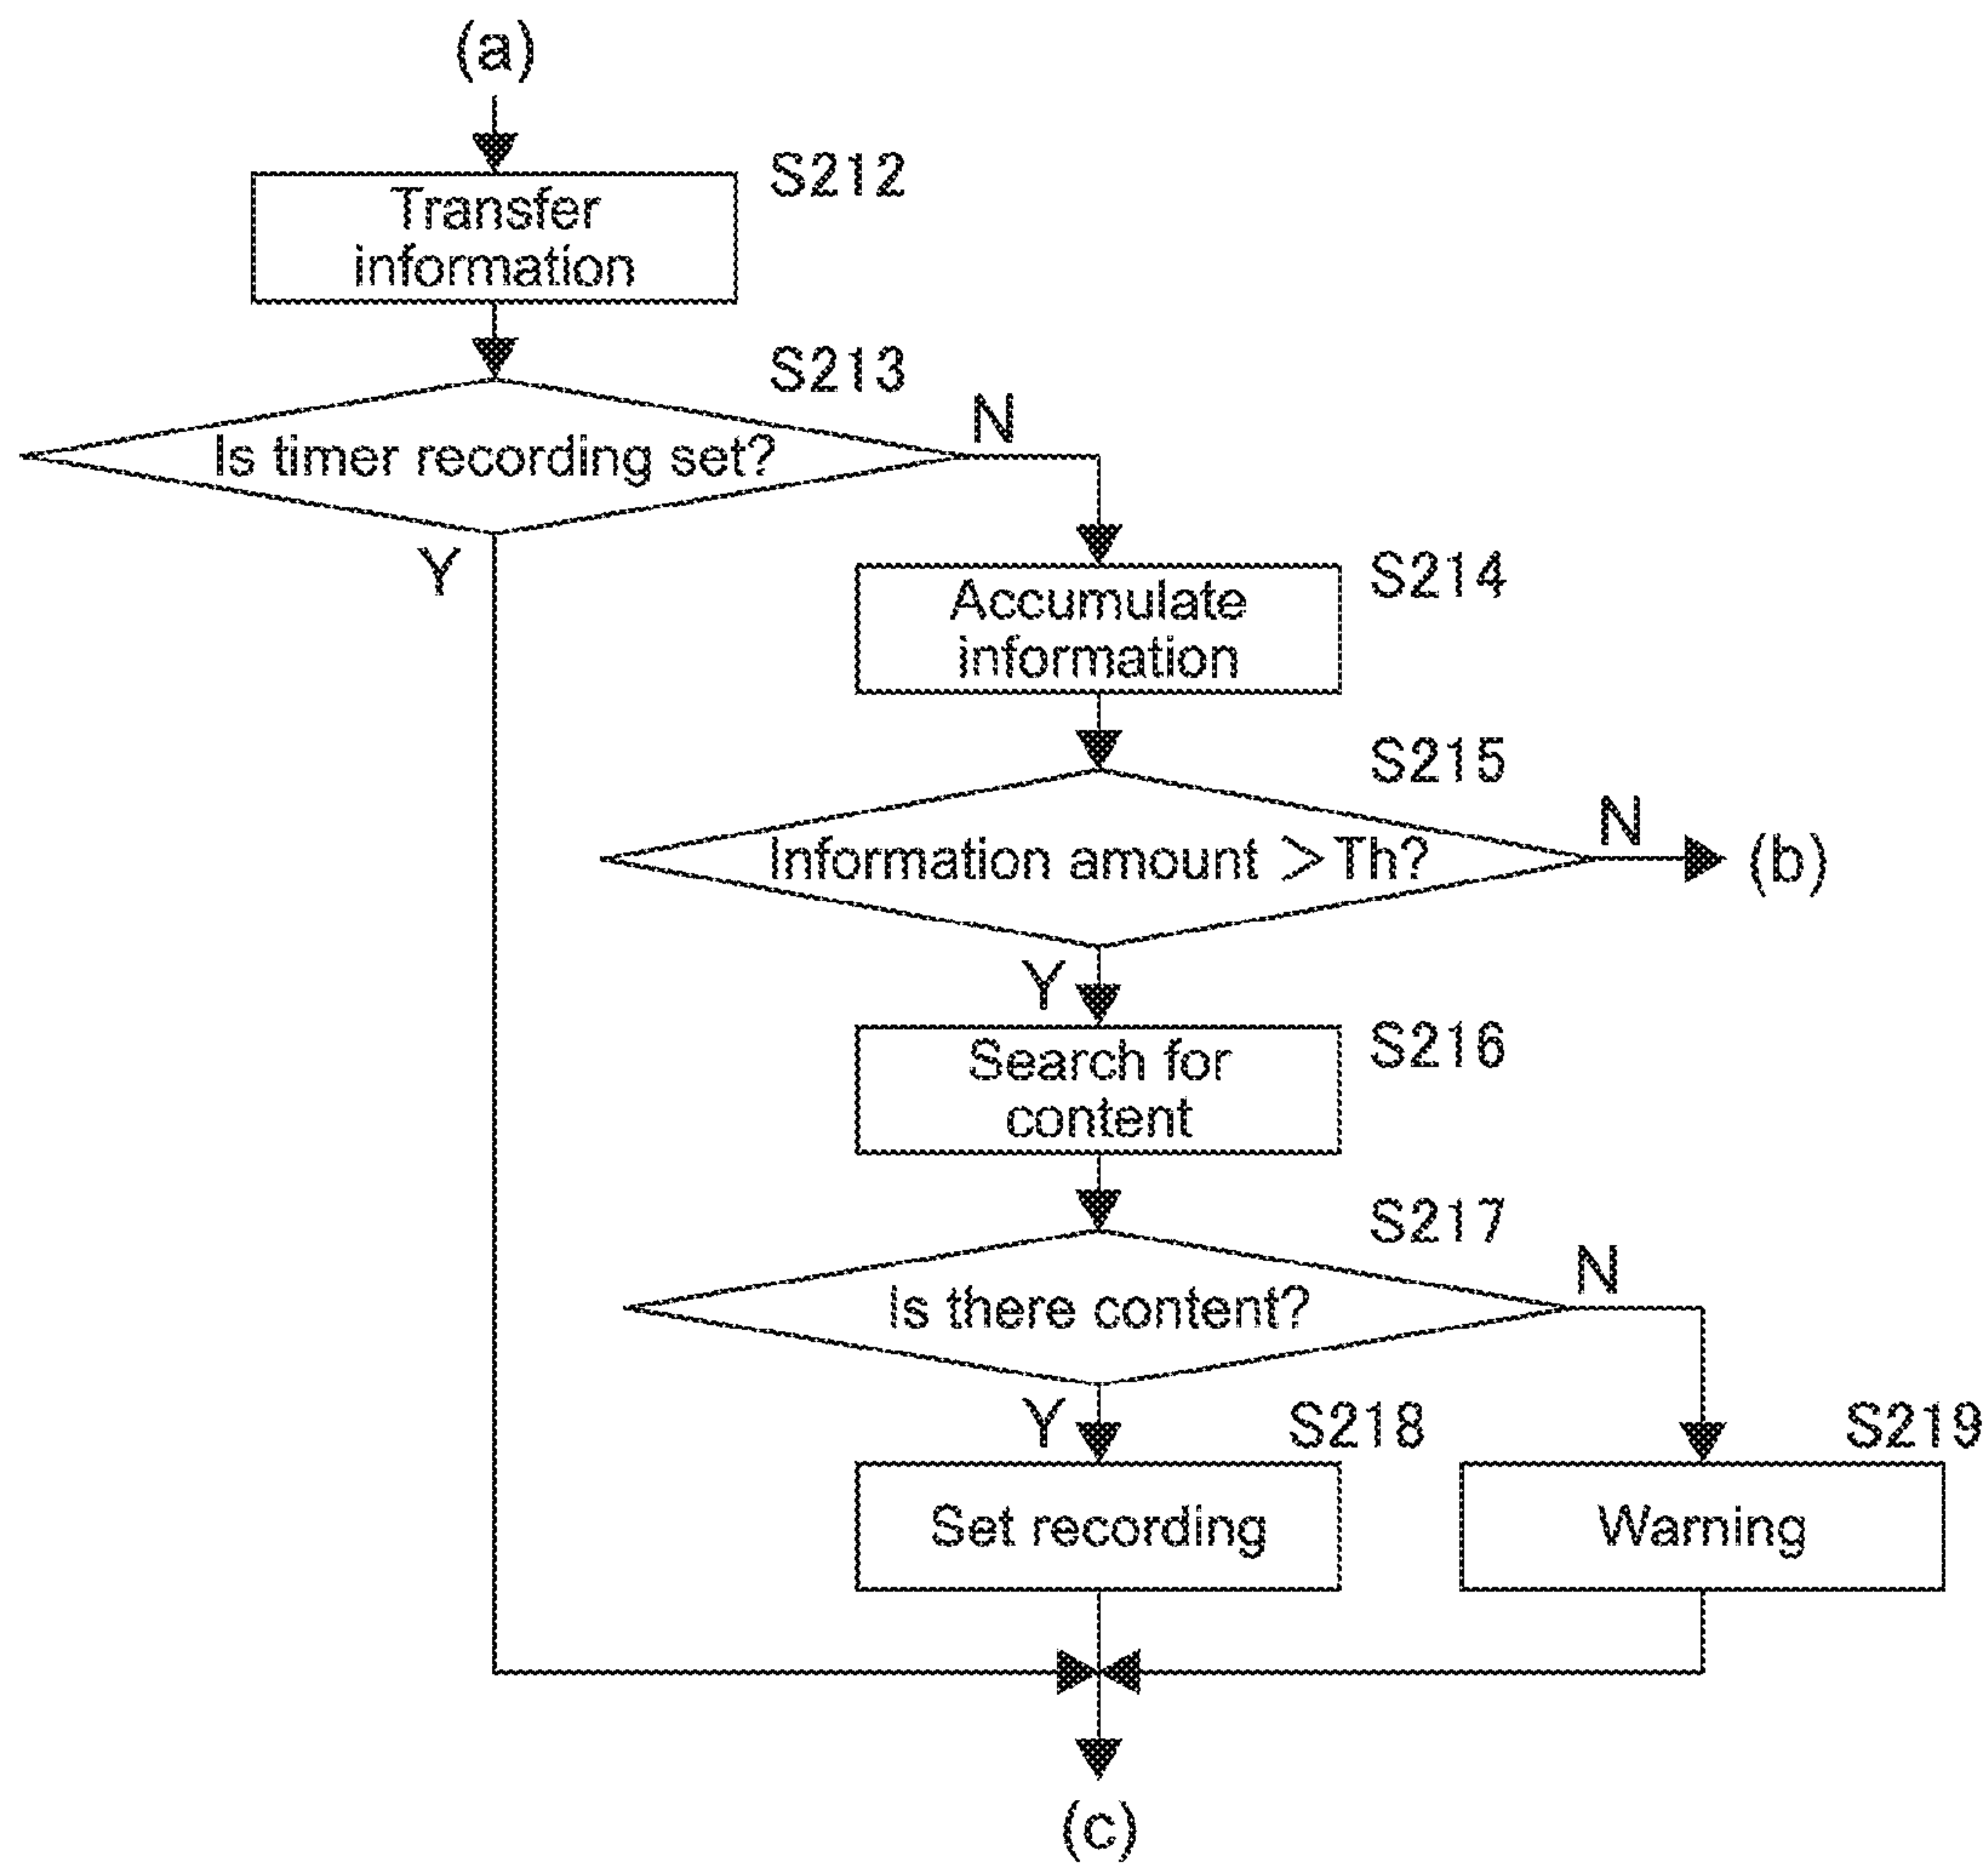 (a)
S212
Transfer
information
S213
Is timer recording set?
N
Y
S214
Accumulate
information
S215
Information amount >Th?
N
(b)
Y
S216
Search for
content
S217
Is there content?
N
Y
S218
Set recording
S219
Warning
(c)